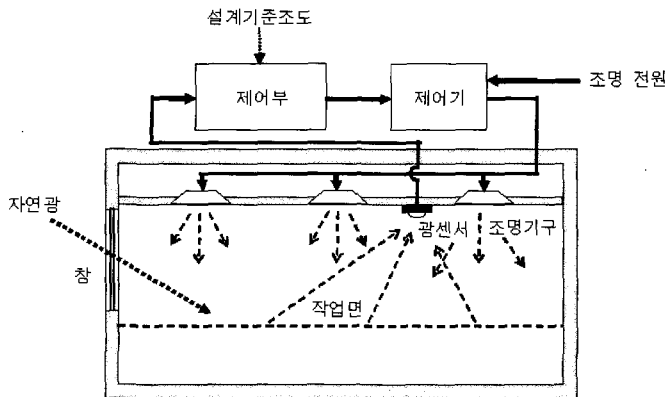 설계기준조도
제어부
제어기
조명 전원
자연광
광센서
조명기구
창
작업면